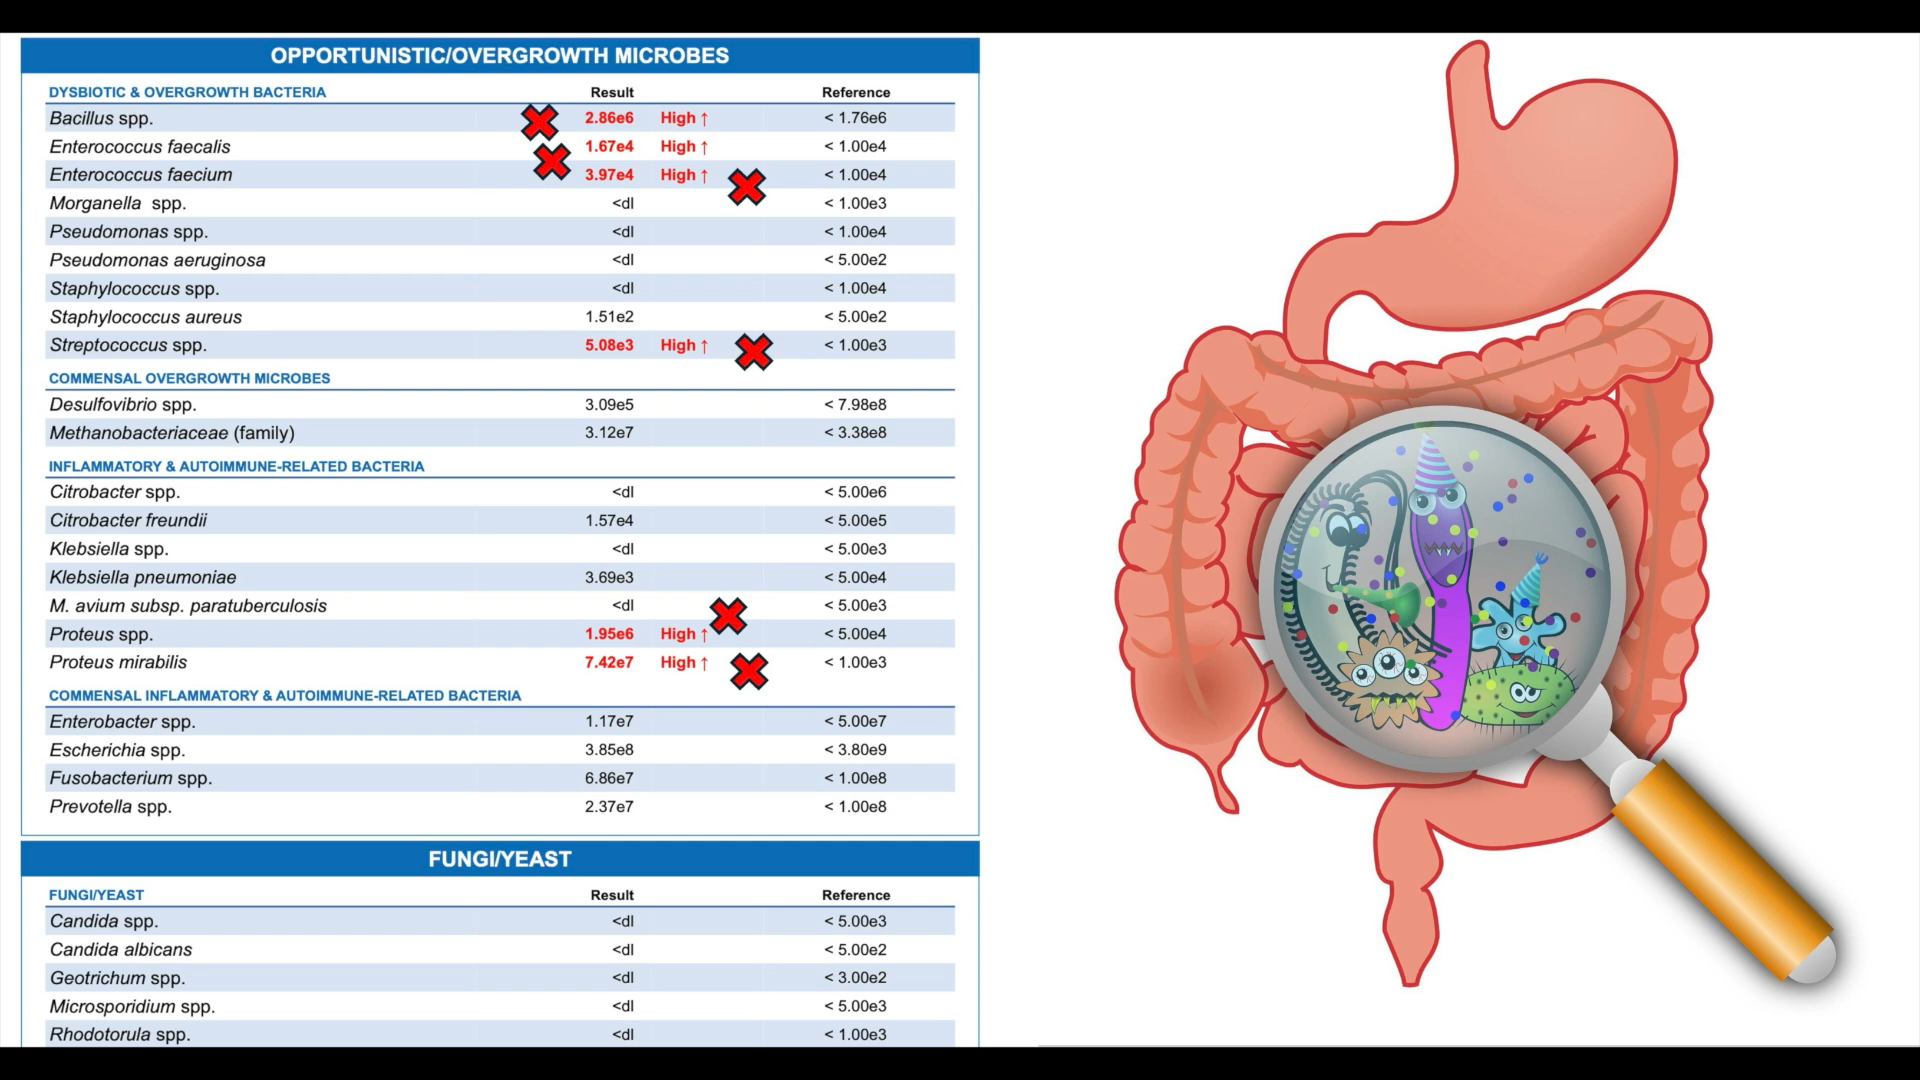 OPPORTUNISTIC/OVERGROWTH MICROBES
DYSBIOTIC & OVERGROWTH BACTERIA Result Reference
Bacillus spp. 2.86e6 High ↑ < 1.76e6
Enterococcus faecalis 1.67e4 High ↑ < 1.00e4
Enterococcus faecium 3.97e4 High ↑ < 1.00e4
Morganella spp. <dl < 1.00e3
Pseudomonas spp. <dl < 1.00e4
Pseudomonas aeruginosa <dl < 5.00e2
Staphylococcus spp. <dl < 1.00e4
Staphylococcus aureus 1.51e2 < 5.00e2
Streptococcus spp. 5.08e3 High ↑ < 1.00e3
COMMENSAL OVERGROWTH MICROBES
Desulfovibrio spp. 3.09e5 < 7.98e8
Methanobacteriaceae (family) 3.12e7 < 3.38e8
INFLAMMATORY & AUTOIMMUNE-RELATED BACTERIA
Citrobacter spp. <dl < 5.00e6
Citrobacter freundii 1.57e4 < 5.00e5
Klebsiella spp. <dl < 5.00e3
Klebsiella pneumoniae 3.69e3 < 5.00e4
M. avium subsp. paratuberculosis <dl < 5.00e3
Proteus spp. 1.95e6 High ↑ < 5.00e4
Proteus mirabilis 7.42e7 High ↑ < 1.00e3
COMMENSAL INFLAMMATORY & AUTOIMMUNE-RELATED BACTERIA
Enterobacter spp. 1.17e7 < 5.00e7
Escherichia spp. 3.85e8 < 3.80e9
Fusobacterium spp. 6.86e7 < 1.00e8
Prevotella spp. 2.37e7 < 1.00e8
FUNGI/YEAST
FUNGI/YEAST Result Reference
Candida spp. <dl < 5.00e3
Candida albicans <dl < 5.00e2
Geotrichum spp. <dl < 3.00e2
Microsporidium spp. <dl < 5.00e3
Rhodotorula spp. <dl < 1.00e3